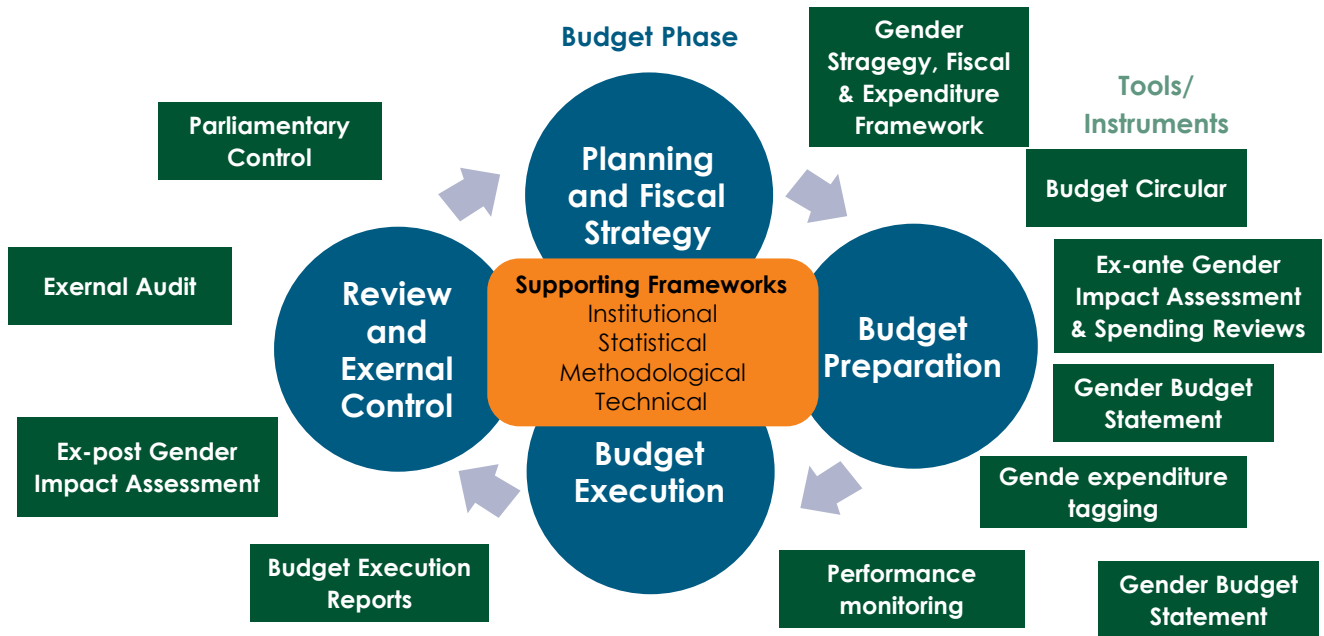 Budget Phase
Gender
Stragegy, Fiscal
& Expenditure
Framework
Tools/
Instruments
Parliamentary
Control
Planning
and Fiscal
Strategy
Budget Circular
Exernal Audit
Review
and
Exernal
Control
Supporting Frameworks
Institutional
Statistical
Methodological
Technical
Budget
Preparation
Ex-ante Gender
Impact Assessment
& Spending Reviews
Gender Budget
Statement
Ex-post Gender
Impact Assessment
Budget
Execution
Gende expenditure
tagging
Budget Execution
Reports
Performance
monitoring
Gender Budget
Statement